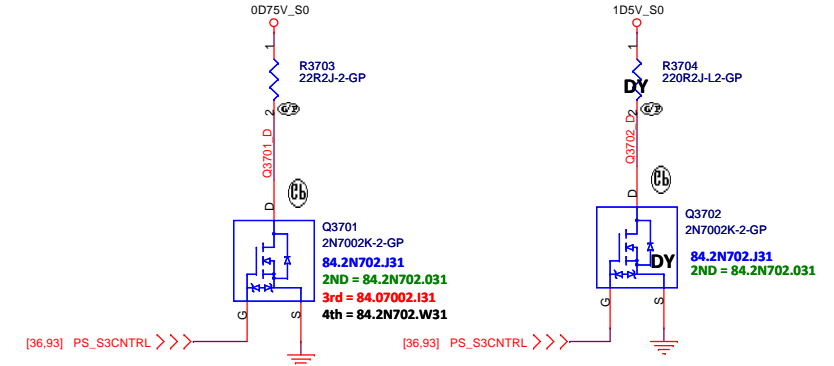 0D75V_S0
1
R3703
22R2J-2-GP
2
G/P
Q3701_D
D
Q3701
2N7002K-2-GP
84.2N702.J31
2ND = 84.2N702.031
3rd = 84.07002.I31
4th = 84.2N702.W31
G
S
[36,93] PS_S3CNTRL
1D5V_S0
1
R3704
220R2J-L2-GP
DY
2
G/P
Q3702_D
D
Q3702
2N7002K-2-GP
84.2N702.J31
2ND = 84.2N702.031
DY
G
S
[36,93] PS_S3CNTRL